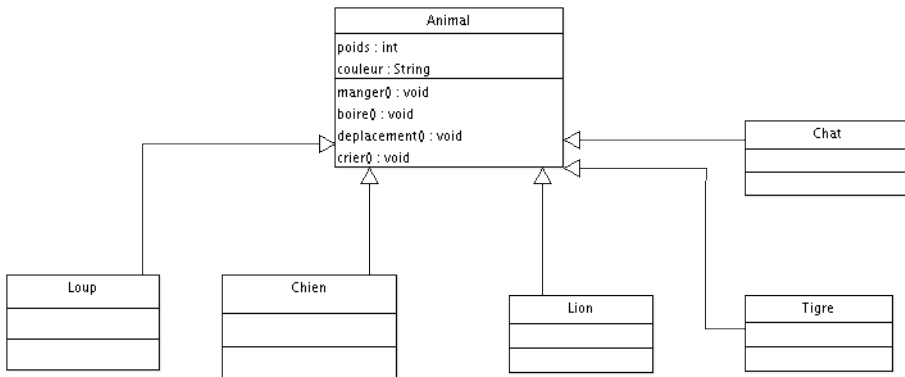 Animal
poids : int
couleur : String
manger() : void
boire() : void
deplacement() : void
crier() : void
Chat
Loup
Chien
Lion
Tigre